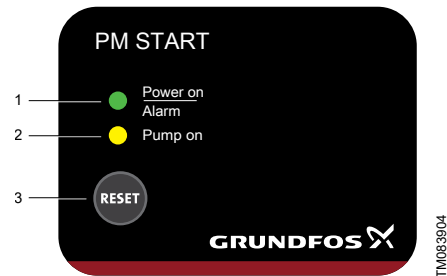 PM START
1
Power on
Alarm
2
Pump on
3
RESET
GRUNDFOS
TM083904